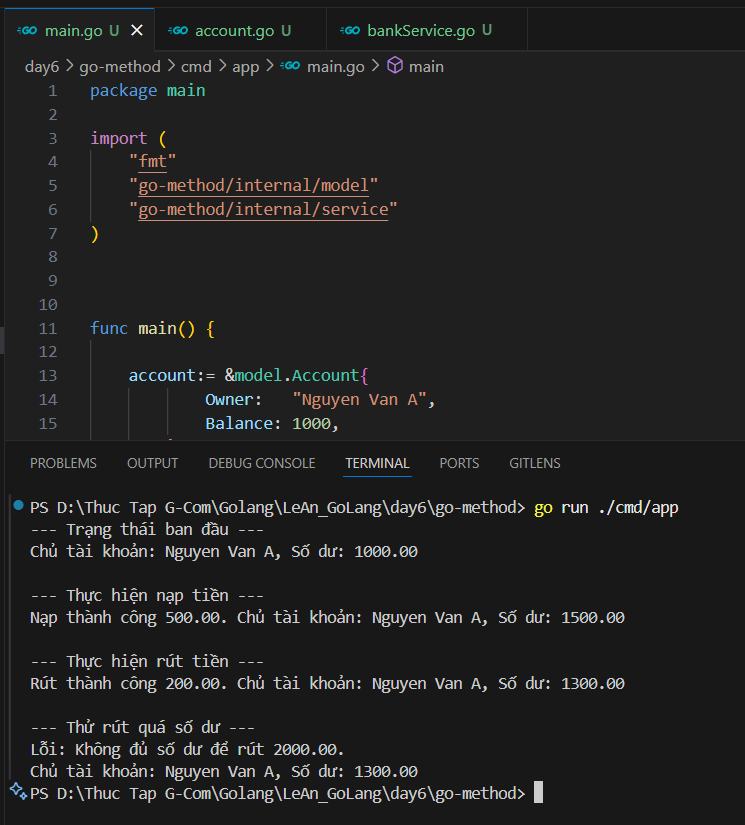 GO main.go U ✕ GO account.go U GO bankService.go U
day6 > go-method > cmd > app > GO main.go > main
1 package main
2
3 import (
4 "fmt"
5 "go-method/internal/model"
6 "go-method/internal/service"
7 )
8
9
10
11 func main() {
12
13 account:= &model.Account{
14 Owner: "Nguyen Van A",
15 Balance: 1000,
PROBLEMS OUTPUT DEBUG CONSOLE TERMINAL PORTS GITLENS
PS D:\Thuc Tap G-Com\Golang\LeAn_GoLang\day6\go-method> go run ./cmd/app
--- Trạng thái ban đầu ---
Chủ tài khoản: Nguyen Van A, Số dư: 1000.00
--- Thực hiện nạp tiền ---
Nạp thành công 500.00. Chủ tài khoản: Nguyen Van A, Số dư: 1500.00
--- Thực hiện rút tiền ---
Rút thành công 200.00. Chủ tài khoản: Nguyen Van A, Số dư: 1300.00
--- Thử rút quá số dư ---
Lỗi: Không đủ số dư để rút 2000.00.
Chủ tài khoản: Nguyen Van A, Số dư: 1300.00
PS D:\Thuc Tap G-Com\Golang\LeAn_GoLang\day6\go-method>